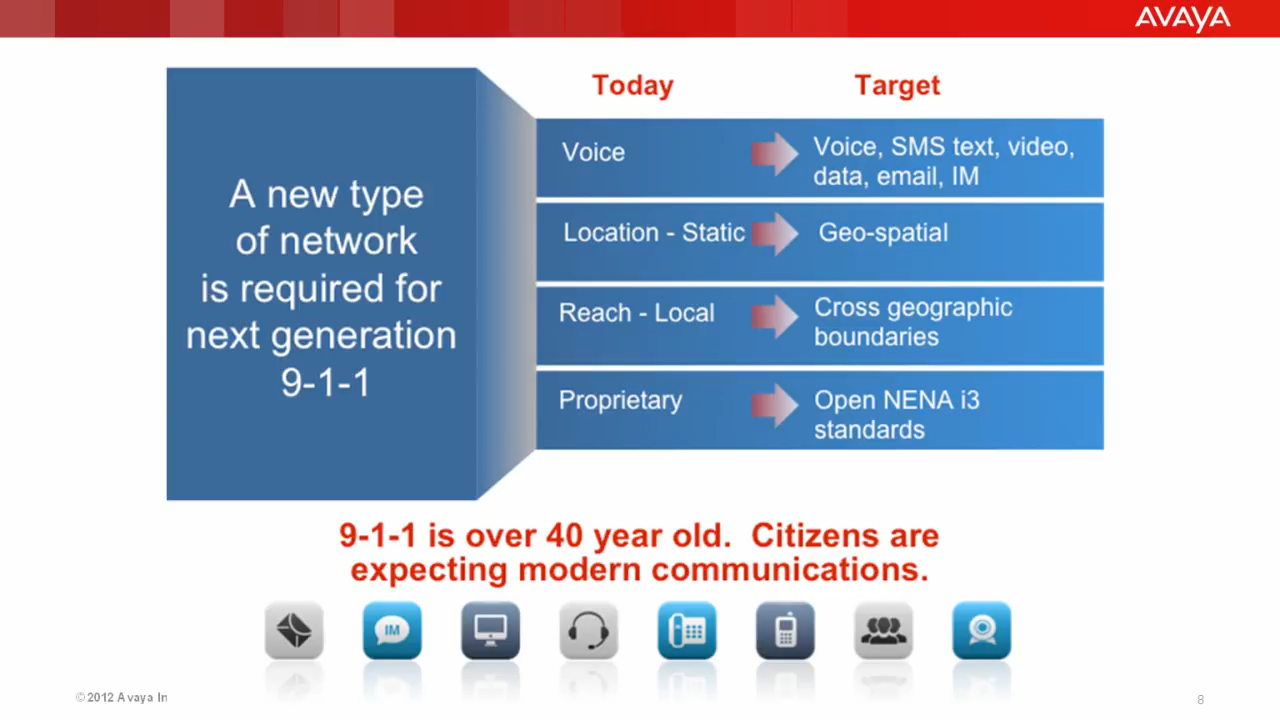 AVAYA
A new type
of network
is required for
next generation
9-1-1
Today
Target
Voice
Voice, SMS text, video,
data, email, IM
Location - Static
Geo-spatial
Reach - Local
Cross geographic
boundaries
Proprietary
Open NENA i3
standards
9-1-1 is over 40 year old. Citizens are
expecting modern communications.
IM
© 2012 Avaya In
8